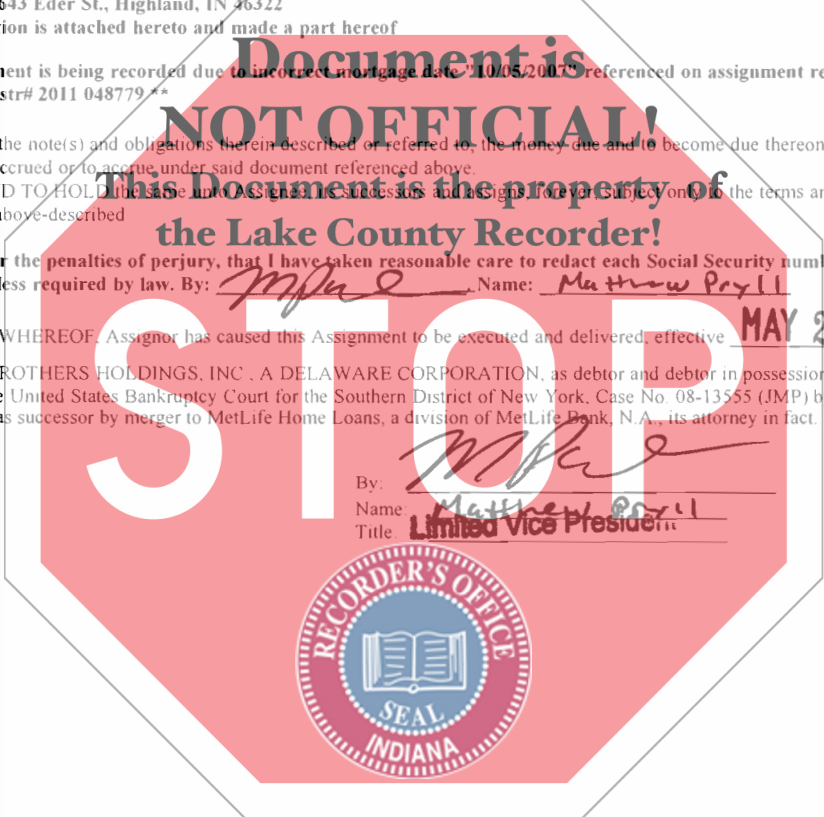 643 Eder St., Highland, IN 46322
ion is attached hereto and made a part hereof
Document is
ent is being recorded due to incorrect mortgage date "10/05/2007" referenced on assignment re
str# 2011 048779 **
NOT OFFICIAL!
the note(s) and obligations therein described or referred to, the money due and to become due thereon
ccrued or to accrue under said document referenced above.
This Document is the property of
D TO HOLD the same unto Assignee, its successors and assigns, forever, subject only to the terms an
bove-described
the Lake County Recorder!
r the penalties of perjury, that I have taken reasonable care to redact each Social Security num
ess required by law. By: Name: Matthew Pryll
STOP
WHEREOF, Assignor has caused this Assignment to be executed and delivered, effective MAY 2
ROTHERS HOLDINGS, INC , A DELAWARE CORPORATION, as debtor and debtor in possession
e United States Bankruptcy Court for the Southern District of New York, Case No. 08-13555 (JMP) b
as successor by merger to MetLife Home Loans, a division of MetLife Bank, N.A., its attorney in fact.
By:
Name: Matthew Pryll
Title. Limited Vice President
RECORDER'S OFFICE
SEAL
INDIANA